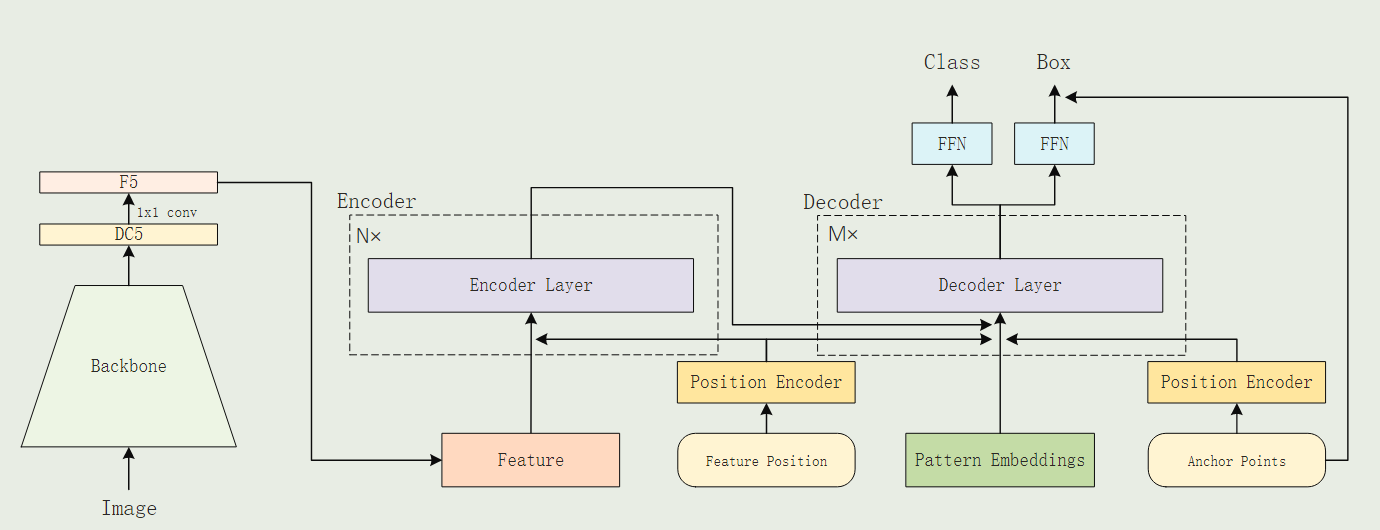 Class
Box
FFN
FFN
F5
1x1 conv
DC5
Encoder
Decoder
N×
M×
Encoder Layer
Decoder Layer
Backbone
Position Encoder
Position Encoder
Feature
Feature Position
Pattern Embeddings
Anchor Points
Image